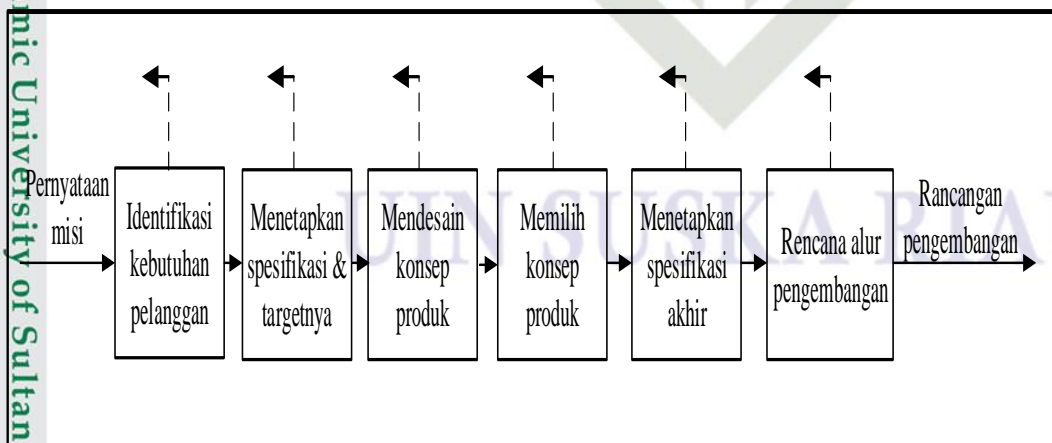 mic University of Sultan
UIN SUSKA RIA
Pernyataan
misi
Identifikasi
kebutuhan
pelanggan
Menetapkan
spesifikasi &
targetnya
Mendesain
konsep
produk
Memilih
konsep
produk
Menetapkan
spesifikasi
akhir
Rencana alur
pengembangan
Rancangan
pengembangan